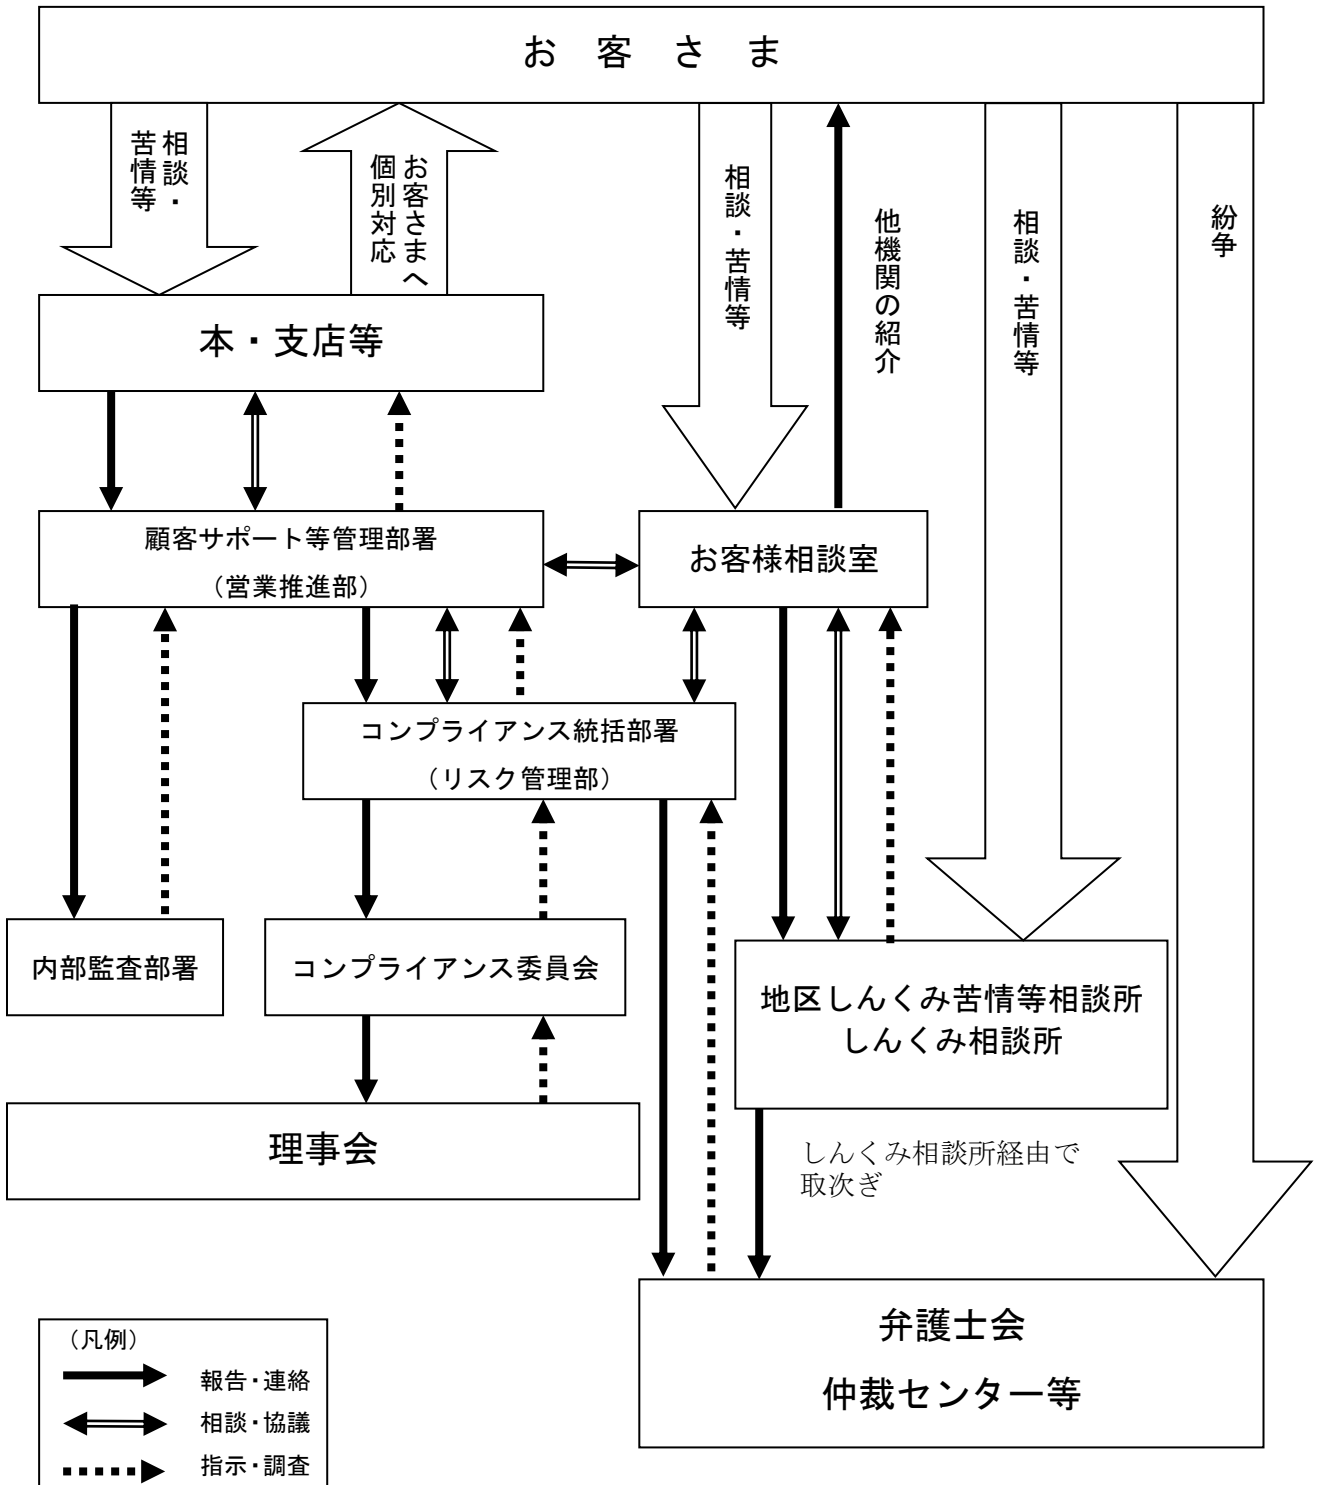 お　客　さ　ま
相談・
苦情等
お客さまへ
個別対応
相談・苦情等
他機関の紹介
相談・苦情等
紛争
本・支店等
顧客サポート等管理部署
（営業推進部）
お客様相談室
コンプライアンス統括部署
（リスク管理部）
内部監査部署
コンプライアンス委員会
地区しんくみ苦情等相談所
しんくみ相談所
理事会
しんくみ相談所経由で
取次ぎ
弁護士会
仲裁センター等
（凡例）
報告・連絡
相談・協議
指示・調査